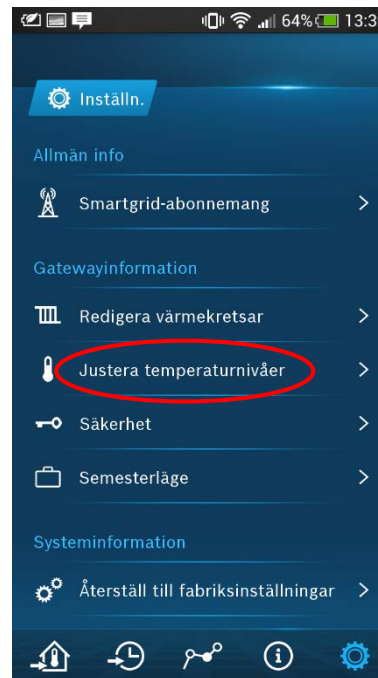 64% 13:3
Inställn.
Allmän info
Smartgrid-abonnemang
Gatewayinformation
Redigera värmekretsar
Justera temperaturnivåer
Säkerhet
Semesterläge
Systeminformation
Återställ till fabriksinställningar